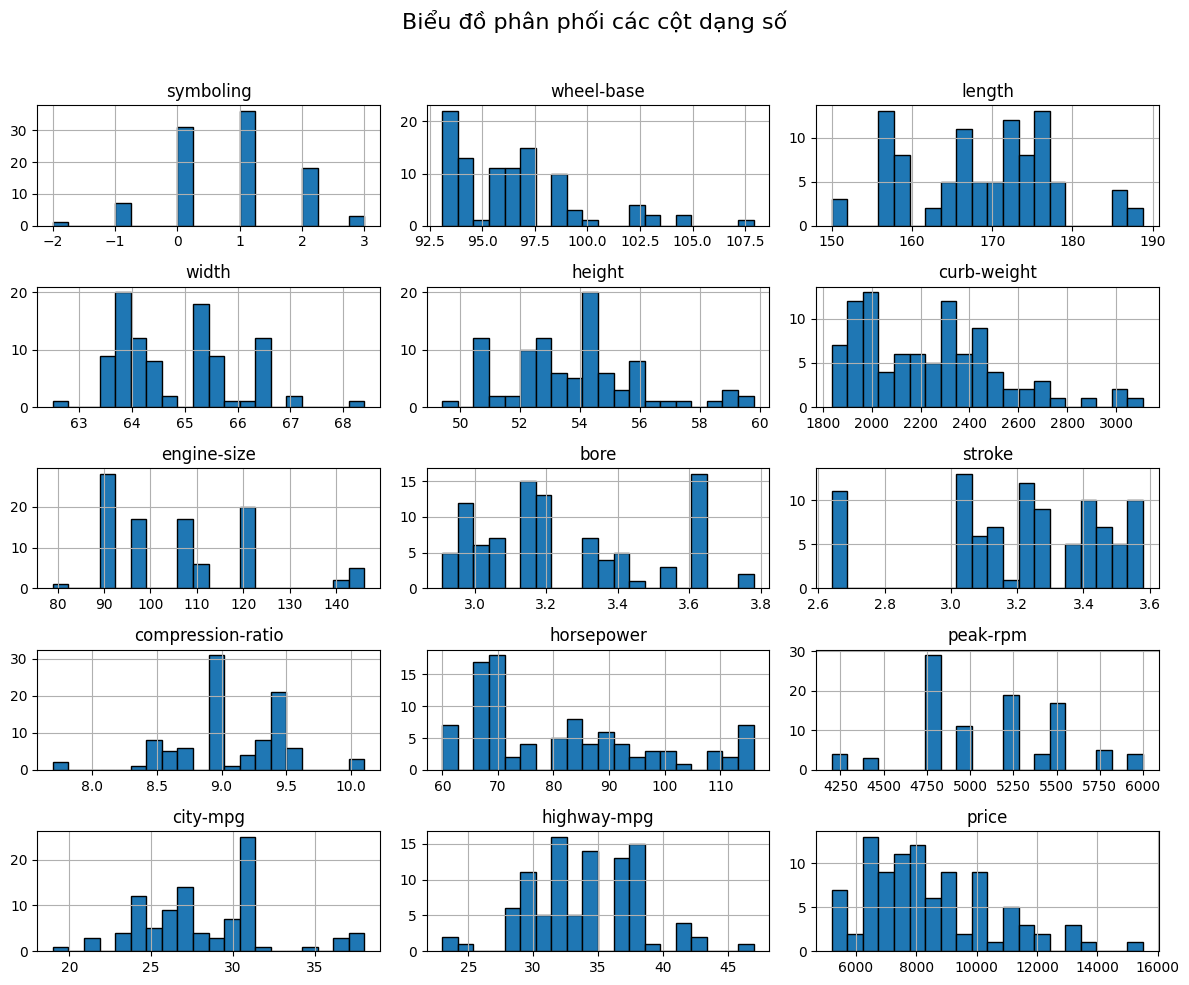 Biểu đồ phân phối các cột dạng số
symboling
wheel-base
length
30
20
10
0
20
10
0
10
5
0
−2 −1 0 1 2 3
92.5 95.0 97.5 100.0 102.5 105.0 107.5
150 160 170 180 190
width
height
curb-weight
20
10
0
20
10
0
10
5
0
63 64 65 66 67 68
50 52 54 56 58 60
1800 2000 2200 2400 2600 2800 3000
engine-size
bore
stroke
20
10
0
15
10
5
0
10
5
0
80 90 100 110 120 130 140
3.0 3.2 3.4 3.6 3.8
2.6 2.8 3.0 3.2 3.4 3.6
compression-ratio
horsepower
peak-rpm
30
20
10
0
15
10
5
0
30
20
10
0
8.0 8.5 9.0 9.5 10.0
60 70 80 90 100 110
4250 4500 4750 5000 5250 5500 5750 6000
city-mpg
highway-mpg
price
20
10
0
15
10
5
0
10
5
0
20 25 30 35
25 30 35 40 45
6000 8000 10000 12000 14000 16000